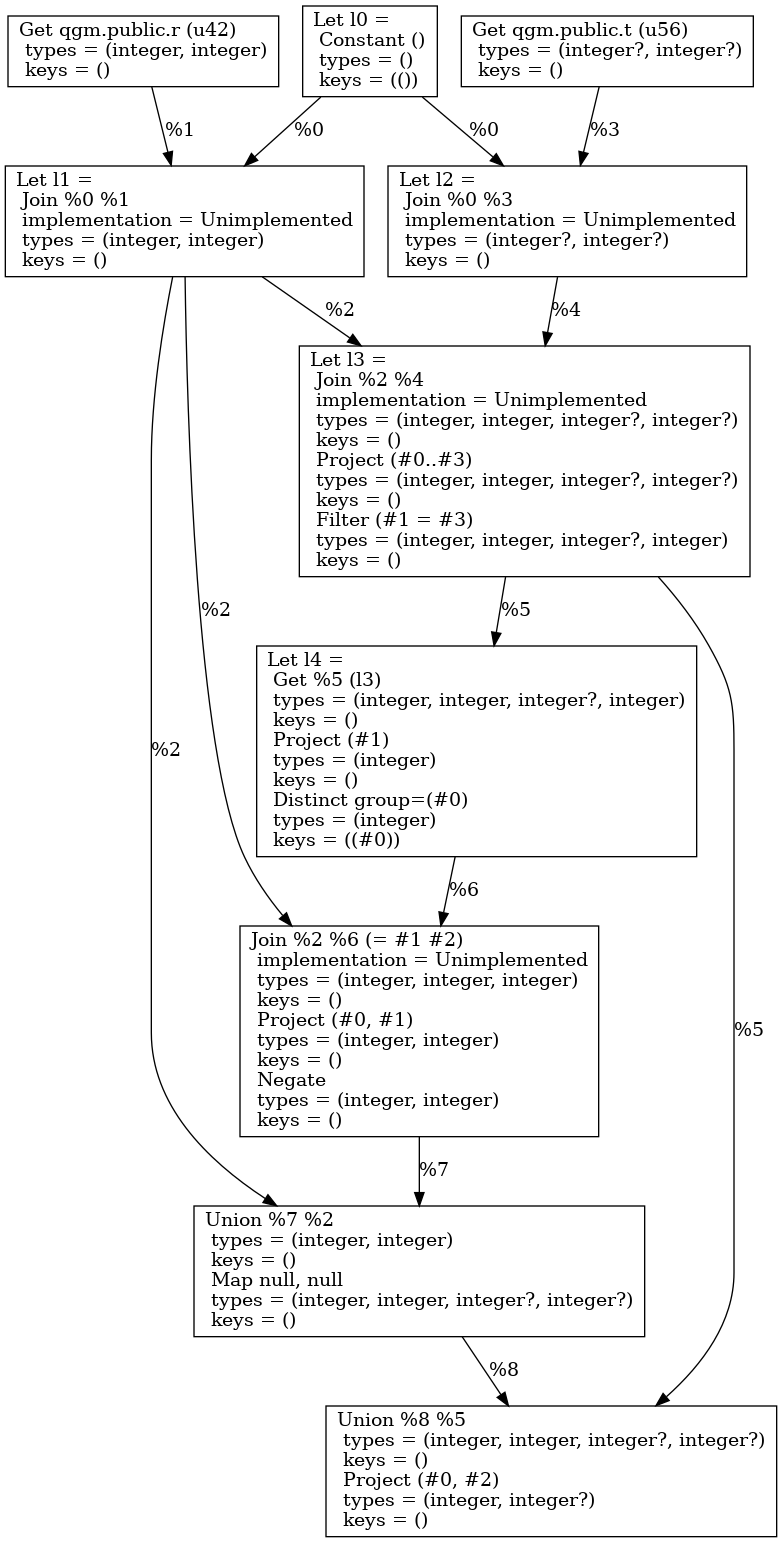 Get qgm.public.r (u42)
types = (integer, integer)
keys = ()
Let l0 =
Constant ()
types = ()
keys = (())
Get qgm.public.t (u56)
types = (integer?, integer?)
keys = ()
%1
%0
%0
%3
Let l1 =
Join %0 %1
implementation = Unimplemented
types = (integer, integer)
keys = ()
Let l2 =
Join %0 %3
implementation = Unimplemented
types = (integer?, integer?)
keys = ()
%2
%4
Let l3 =
Join %2 %4
implementation = Unimplemented
types = (integer, integer, integer?, integer?)
keys = ()
Project (#0..#3)
types = (integer, integer, integer?, integer?)
keys = ()
Filter (#1 = #3)
types = (integer, integer, integer?, integer)
keys = ()
%2
%5
Let l4 =
Get %5 (l3)
types = (integer, integer, integer?, integer)
keys = ()
Project (#1)
types = (integer)
keys = ()
Distinct group=(#0)
types = (integer)
keys = ((#0))
%2
%6
Join %2 %6 (= #1 #2)
implementation = Unimplemented
types = (integer, integer, integer)
keys = ()
Project (#0, #1)
types = (integer, integer)
keys = ()
Negate
types = (integer, integer)
keys = ()
%5
%7
Union %7 %2
types = (integer, integer)
keys = ()
Map null, null
types = (integer, integer, integer?, integer?)
keys = ()
%8
Union %8 %5
types = (integer, integer, integer?, integer?)
keys = ()
Project (#0, #2)
types = (integer, integer?)
keys = ()